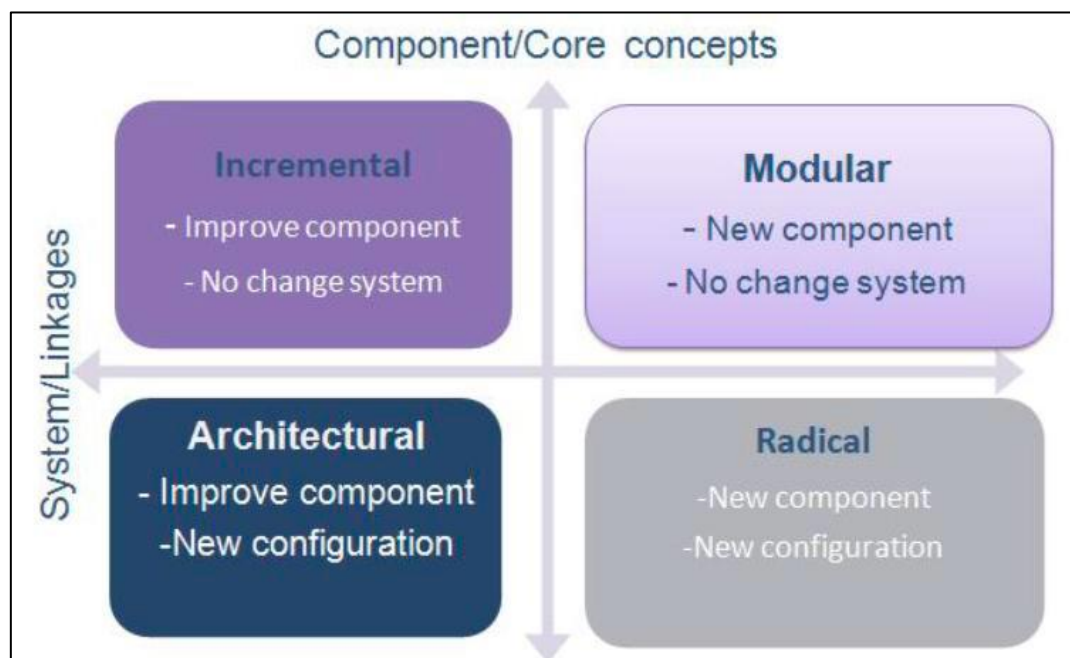 Component/Core concepts
System/Linkages
Incremental
- Improve component
- No change system
Modular
- New component
- No change system
Architectural
- Improve component
-New configuration
Radical
-New component
-New configuration